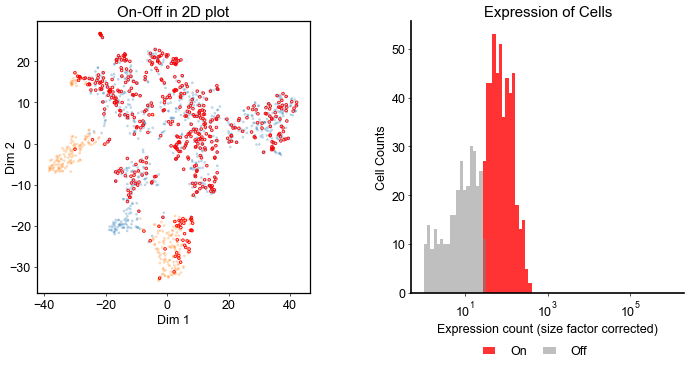 On-Off in 2D plot
Dim 2
20
10
0
−10
−20
−30
−40
−20
0
20
40
Dim 1
Expression of Cells
Cell Counts
50
40
30
20
10
0
10^1
10^3
10^5
Expression count (size factor corrected)
On
Off